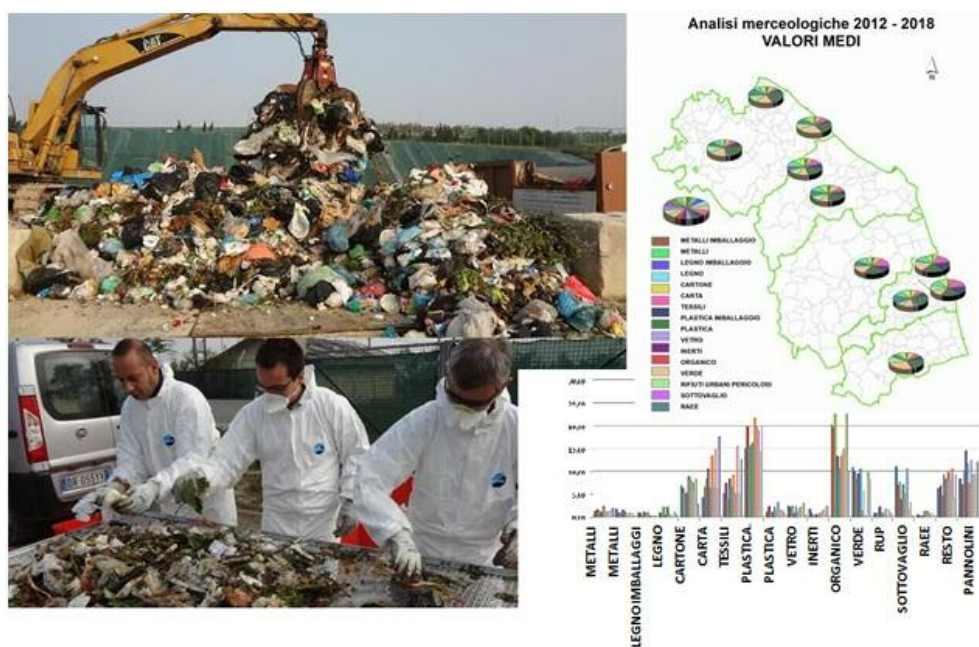 CAT
Analisi merceologiche 2012 - 2018
VALORI MEDI
N
METALLI IMBALLAGGIO
METALLI
LEGNO IMBALLAGGIO
LEGNO
CARTONE
CARTA
TESSILI
PLASTICA IMBALLAGGIO
PLASTICA
VETRO
INERTI
ORGANICO
VERDE
RIFIUTI URBANI PERICOLOSI
SOTTOVAGLIO
RAEE
METALLI
METALLI
LEGNO IMBALLAGGI
LEGNO
CARTONE
CARTA
TESSILI
PLASTICA
PLASTICA
VETRO
INERTI
ORGANICO
VERDE
RUP
SOTTOVAGLIO
RAEE
RESTO
PANNOLINI